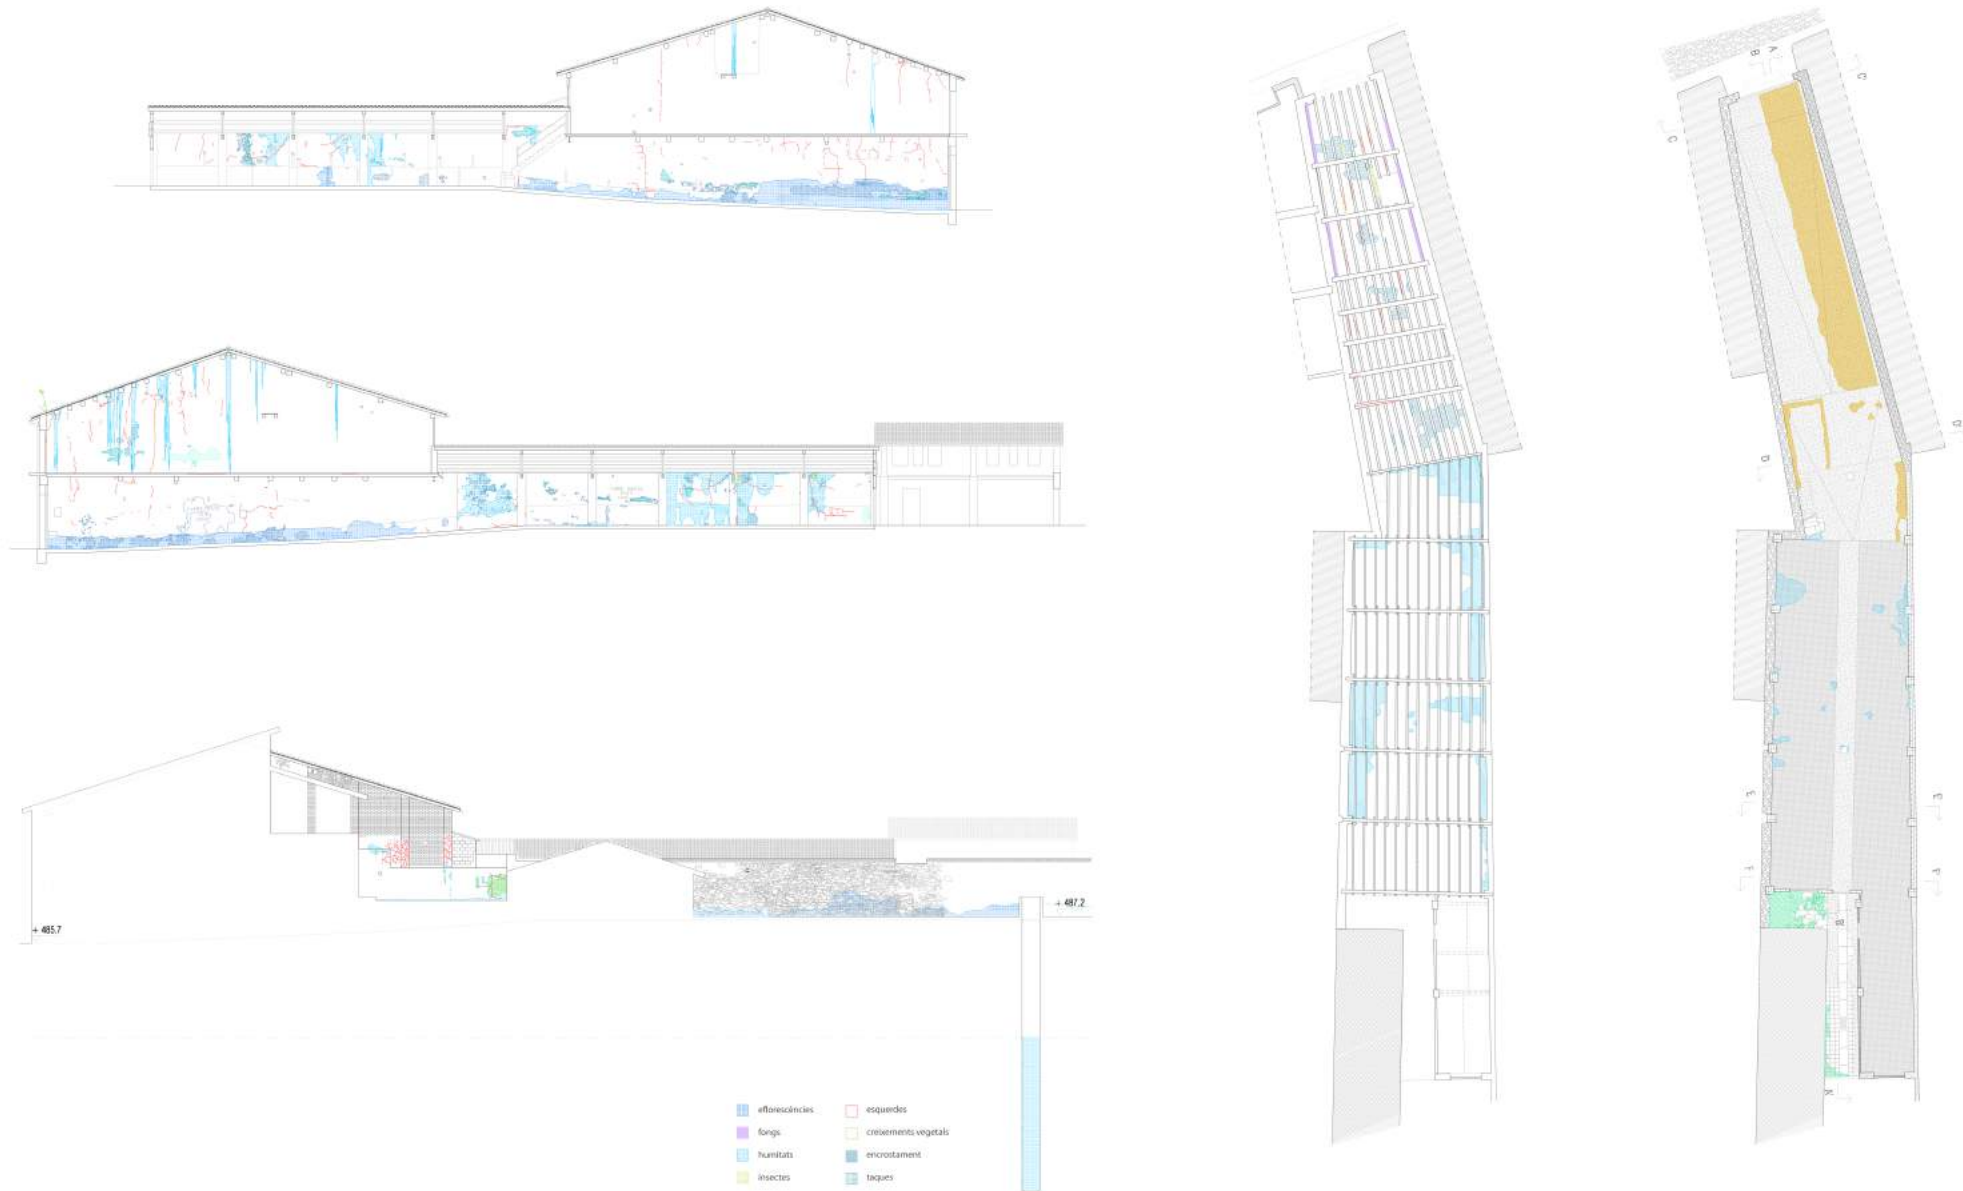 + 485.7
+ 487.2
eflorescències
fongs
humitats
insectes
esquerdes
creixements vegetals
encrostament
taques
B
A
C'
C
D